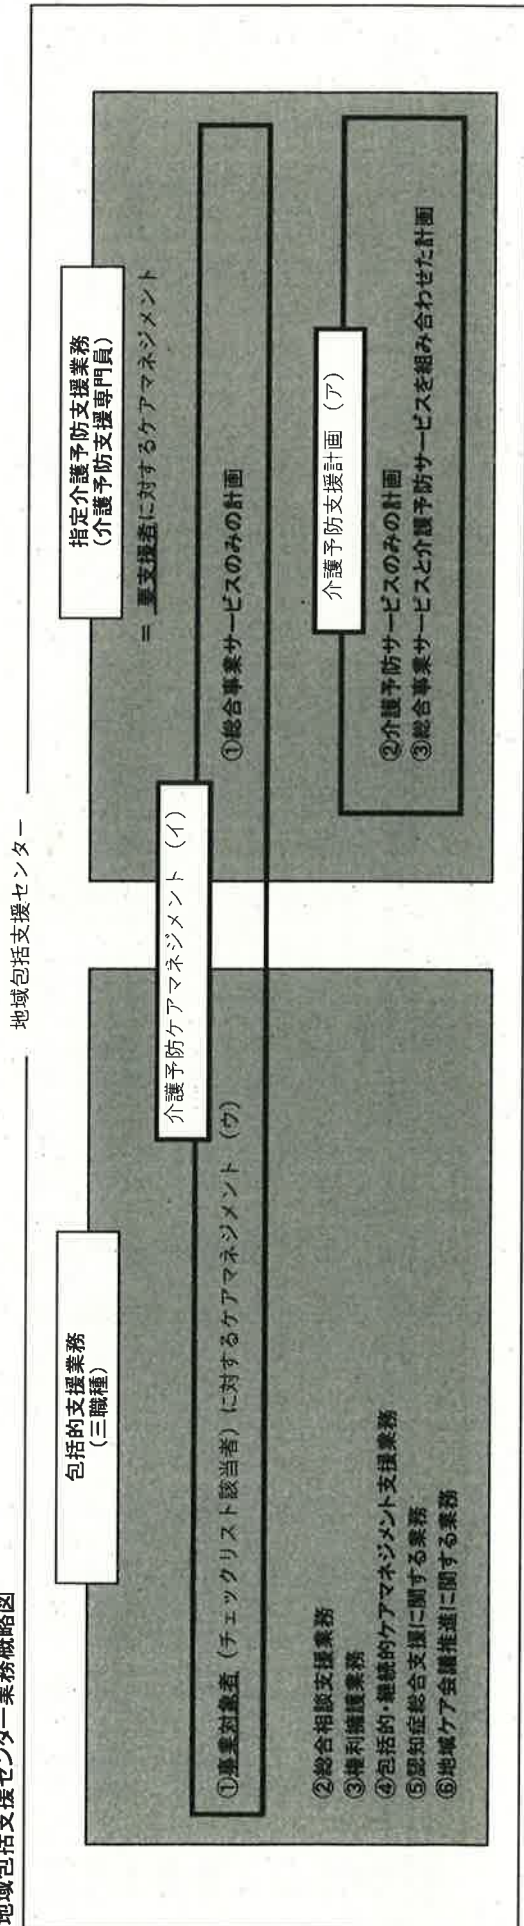 地域包括支援センター業務概略図
地域包括支援センター
包括的支援業務
(三職種)
介護予防ケアマネジメント (イ)
①事業対象者 (チェックリスト該当者) に対するケアマネジメント (ウ)
②総合相談支援業務
③権利擁護業務
④包括的・継続的ケアマネジメント支援業務
⑤認知症総合支援に関する業務
⑥地域ケア会議推進に関する業務
指定介護予防支援業務
(介護予防支援専門員)
= 要支援者に対するケアマネジメント
①総合事業サービスのみの計画
介護予防支援計画 (ア)
②介護予防サービスのみの計画
③総合事業サービスと介護予防サービスを組み合わせた計画